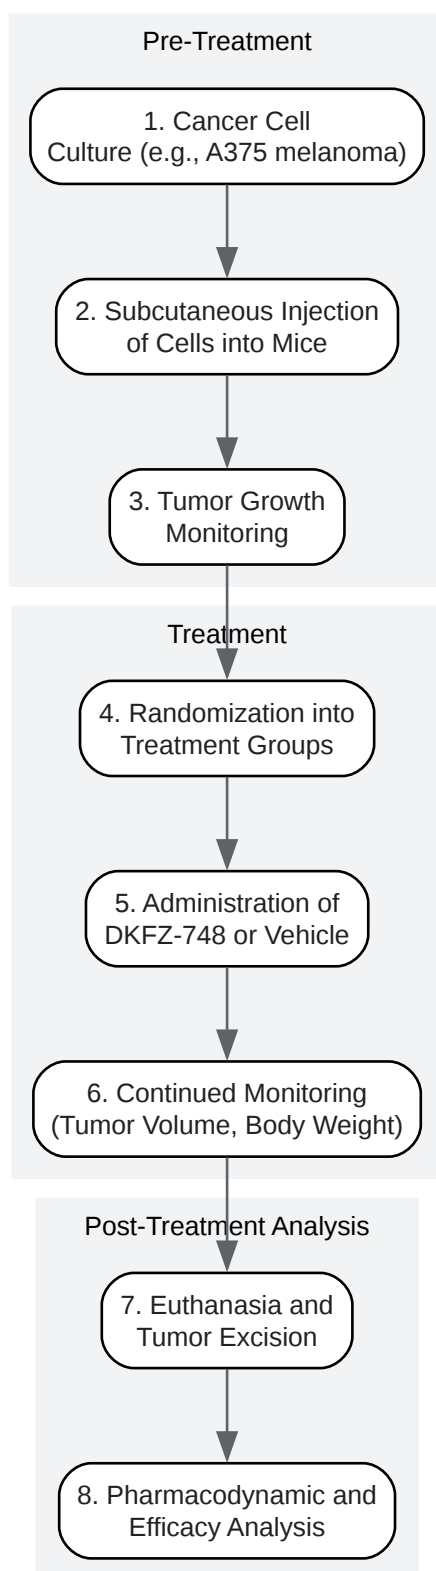 Pre-Treatment
1. Cancer Cell
Culture (e.g., A375 melanoma)
2. Subcutaneous Injection
of Cells into Mice
3. Tumor Growth
Monitoring
Treatment
4. Randomization into
Treatment Groups
5. Administration of
DKFZ-748 or Vehicle
6. Continued Monitoring
(Tumor Volume, Body Weight)
Post-Treatment Analysis
7. Euthanasia and
Tumor Excision
8. Pharmacodynamic and
Efficacy Analysis